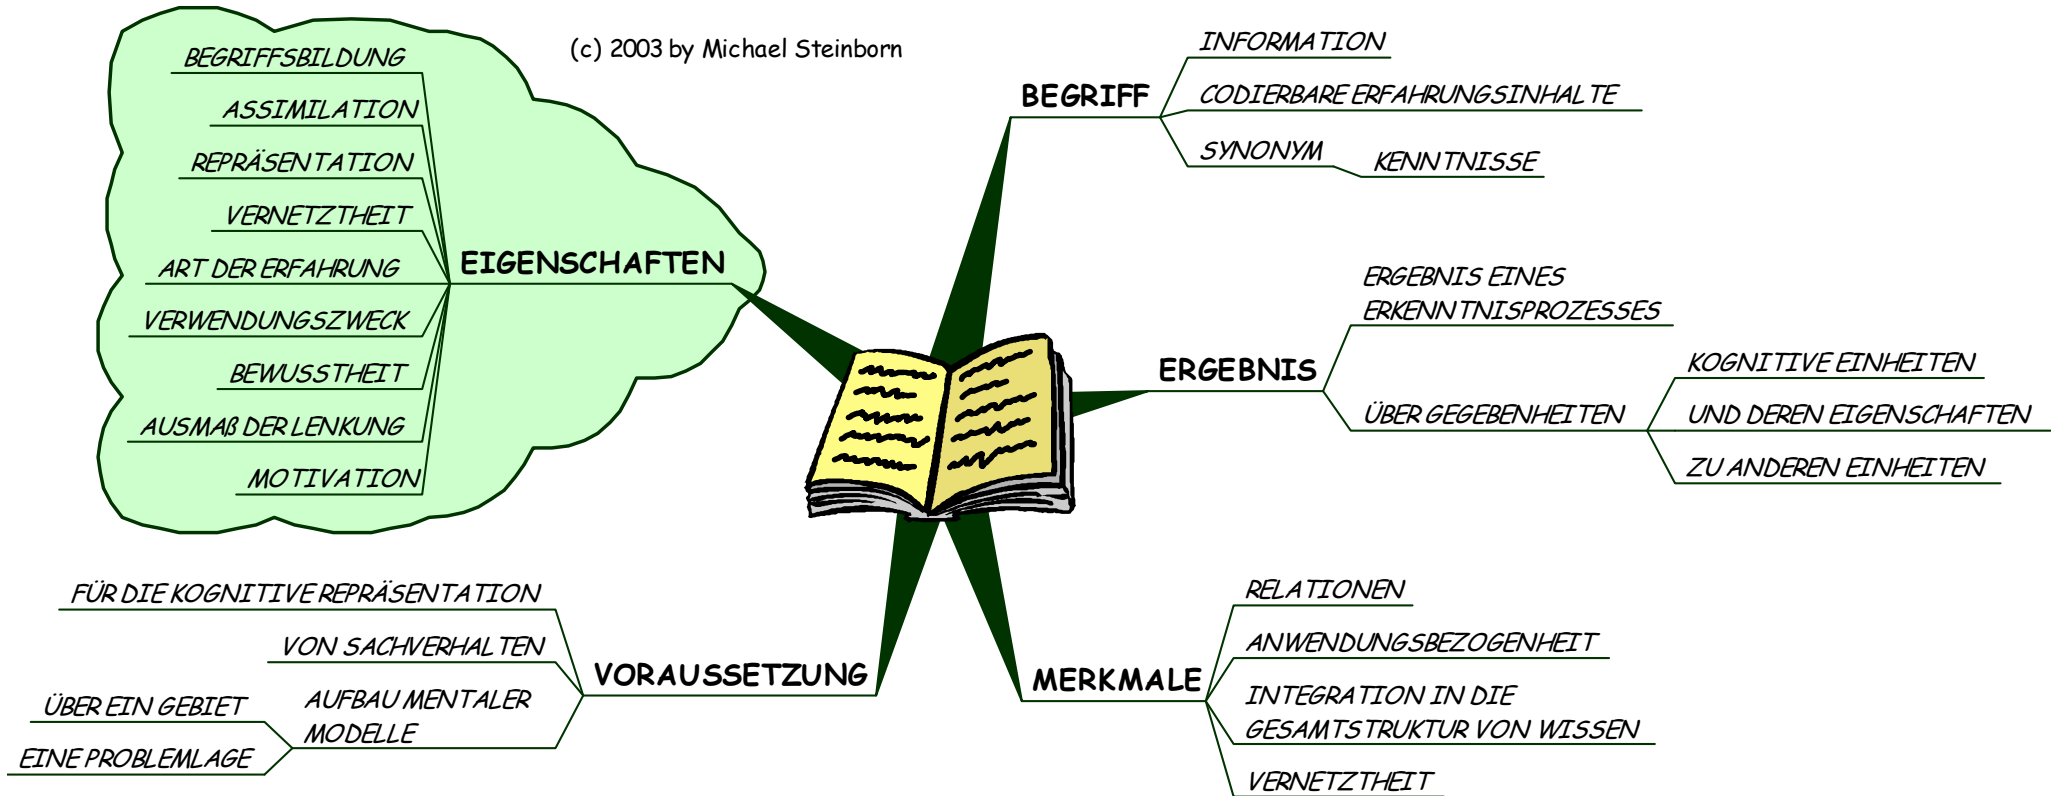 (c) 2003 by Michael Steinborn
BEGRIFF
INFORMATION
CODIERBARE ERFAHRUNGSINHALTE
SYNONYM
KENNTNISSE
ERGEBNIS
ERGEBNIS EINES
ERKENNTNISPROZESSES
ÜBER GEGEBENHEITEN
KOGNITIVE EINHEITEN
UND DEREN EIGENSCHAFTEN
ZU ANDEREN EINHEITEN
MERKMALE
RELATIONEN
ANWENDUNGSBEZOGENHEIT
INTEGRATION IN DIE
GESAMTSTRUKTUR VON WISSEN
VERNETZTHEIT
VORAUSSETZUNG
FÜR DIE KOGNITIVE REPRÄSENTATION
VON SACHVERHALTEN
AUFBAU MENTALER
MODELLE
ÜBER EIN GEBIET
EINE PROBLEMLAGE
EIGENSCHAFTEN
BEGRIFFSBILDUNG
ASSIMILATION
REPRÄSENTATION
VERNETZTHEIT
ART DER ERFAHRUNG
VERWENDUNGSZWECK
BEWUSSTHEIT
AUSMAß DER LENKUNG
MOTIVATION